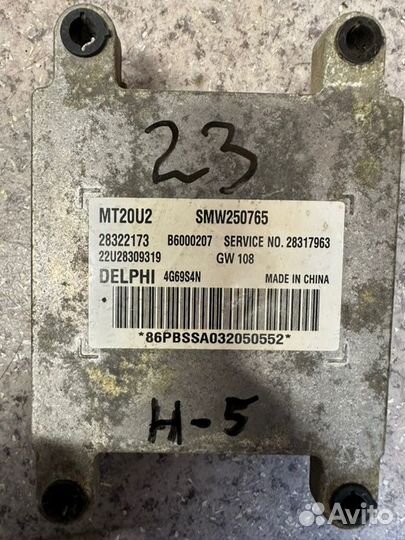 23
MT20U2 SMW250765
28322173 B6000207 SERVICE NO. 28317963
22U28309319 GW 108
DELPHI 4G69S4N MADE IN CHINA
*86PBSSA032050552*
H-5
Avito